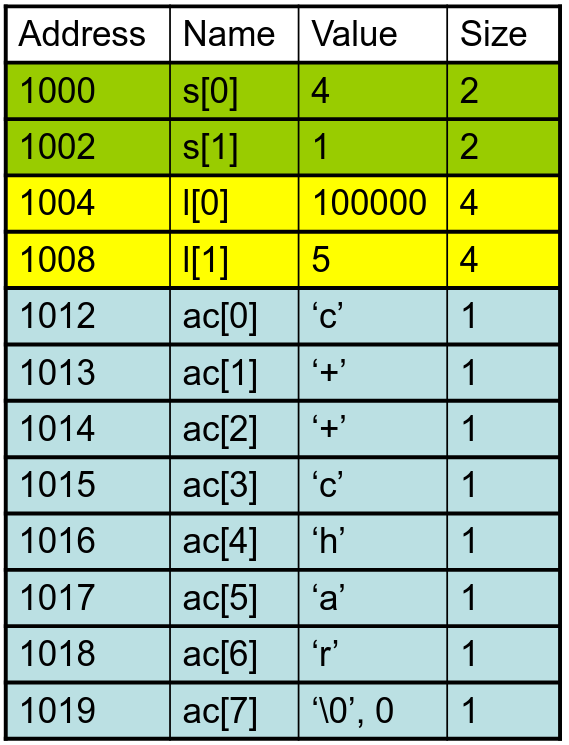 Address Name Value Size
1000 s[0] 4 2
1002 s[1] 1 2
1004 l[0] 100000 4
1008 l[1] 5 4
1012 ac[0] ‘c’ 1
1013 ac[1] ‘+’ 1
1014 ac[2] ‘+’ 1
1015 ac[3] ‘c’ 1
1016 ac[4] ‘h’ 1
1017 ac[5] ‘a’ 1
1018 ac[6] ‘r’ 1
1019 ac[7] ‘\0’, 0 1